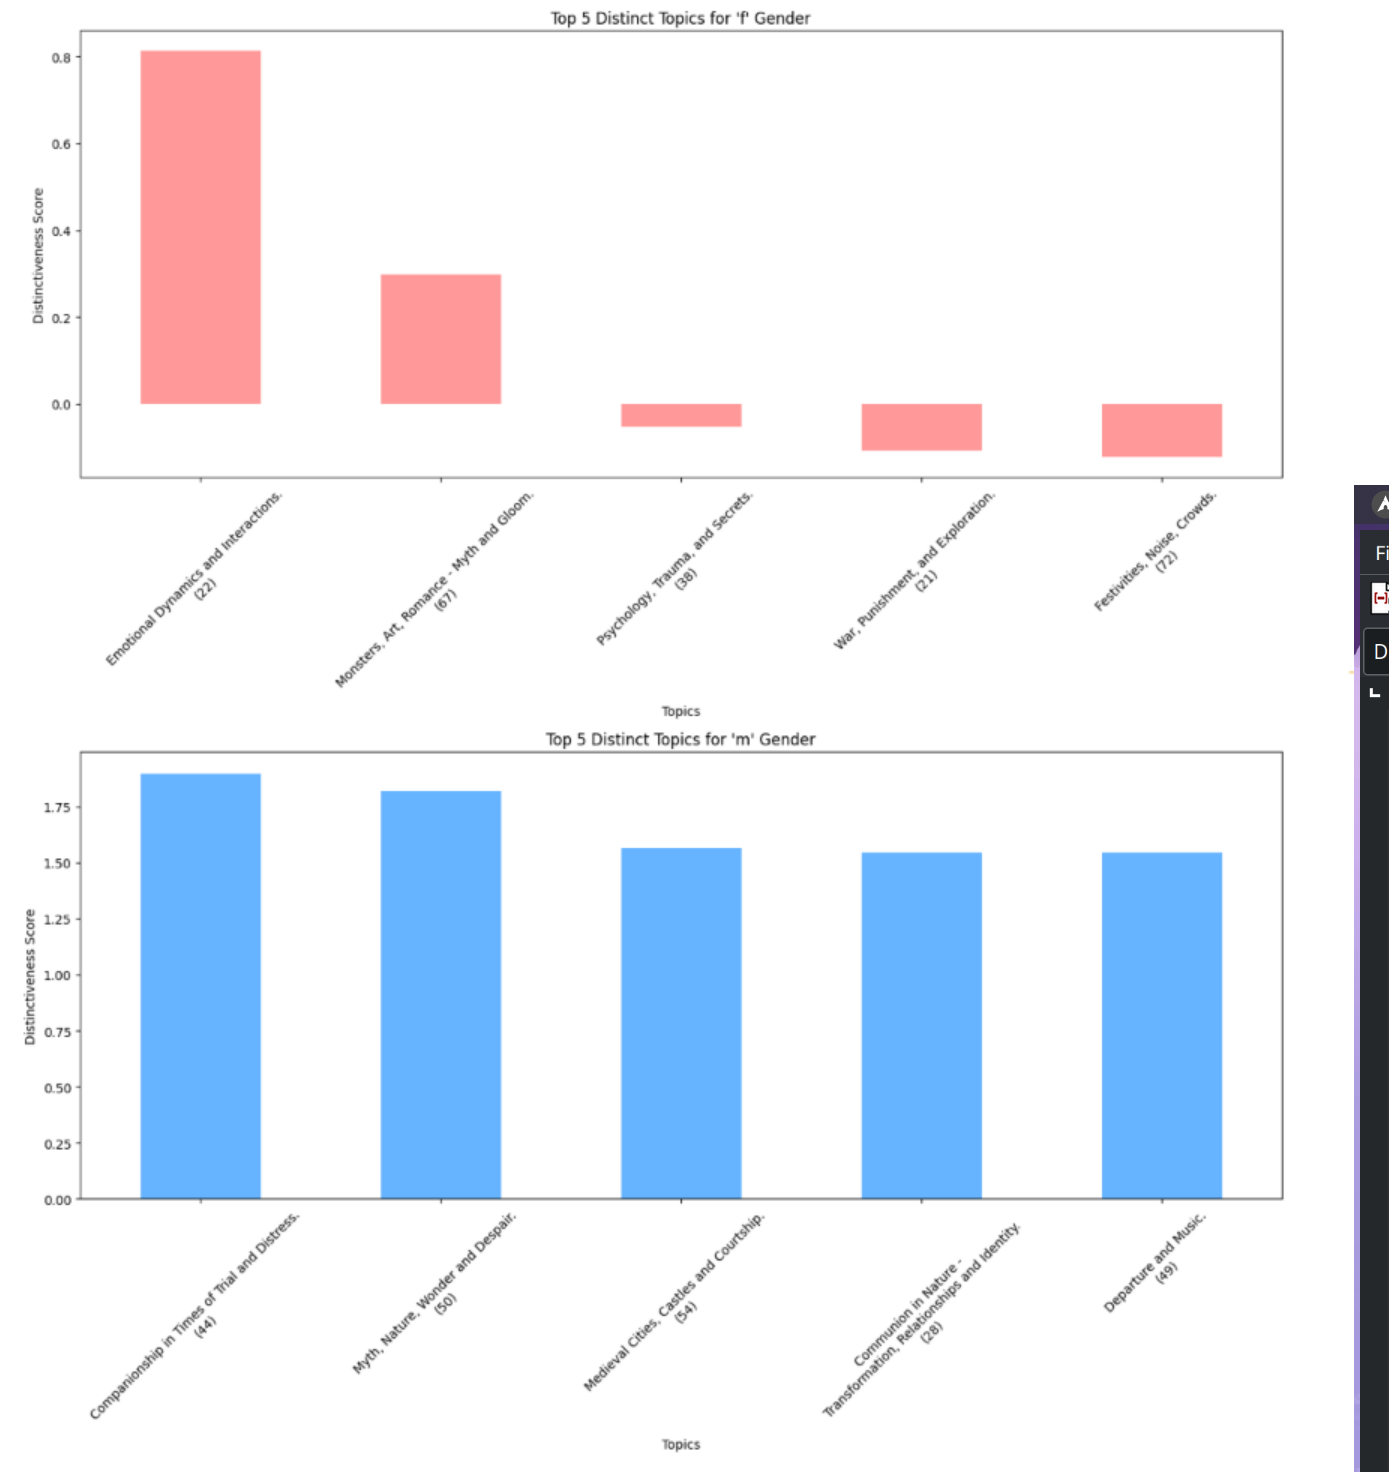 Top 5 Distinct Topics for 'f' Gender
Distinctiveness Score
0.8
0.6
0.4
0.2
0.0
Emotional Dynamics and Interactions.
(22)
Monsters, Art, Romance - Myth and Gloom.
(67)
Psychology, Trauma, and Secrets.
(38)
War, Punishment, and Exploration.
(21)
Festivities, Noise, Crowds.
(72)
Topics
Top 5 Distinct Topics for 'm' Gender
Distinctiveness Score
1.75
1.50
1.25
1.00
0.75
0.50
0.25
0.00
Companionship in Times of Trial and Distress.
(44)
Myth, Nature, Wonder and Despair.
(50)
Medieval Cities, Castles and Courtship.
(54)
Communion in Nature -
Transformation, Relationships and Identity.
(28)
Departure and Music.
(49)
Topics
Fi
D